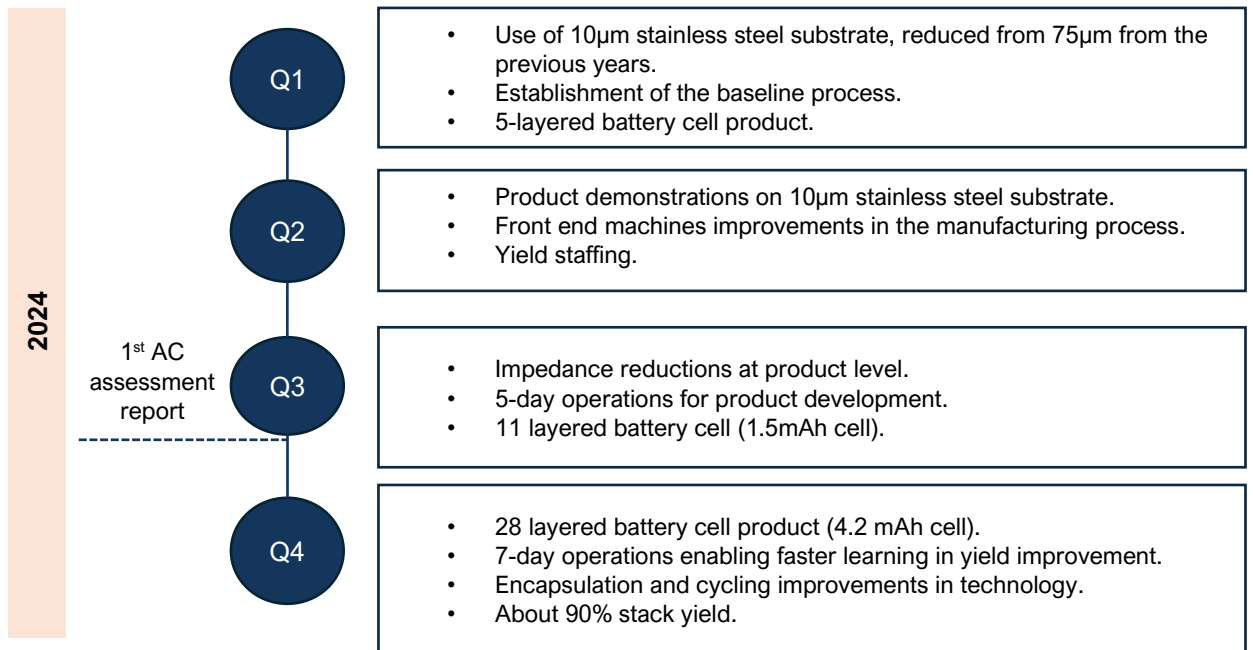 2024
Q1
• Use of 10µm stainless steel substrate, reduced from 75µm from the
previous years.
• Establishment of the baseline process.
• 5-layered battery cell product.
Q2
• Product demonstrations on 10µm stainless steel substrate.
• Front end machines improvements in the manufacturing process.
• Yield staffing.
1st AC
assessment
report
Q3
• Impedance reductions at product level.
• 5-day operations for product development.
• 11 layered battery cell (1.5mAh cell).
Q4
• 28 layered battery cell product (4.2 mAh cell).
• 7-day operations enabling faster learning in yield improvement.
• Encapsulation and cycling improvements in technology.
• About 90% stack yield.